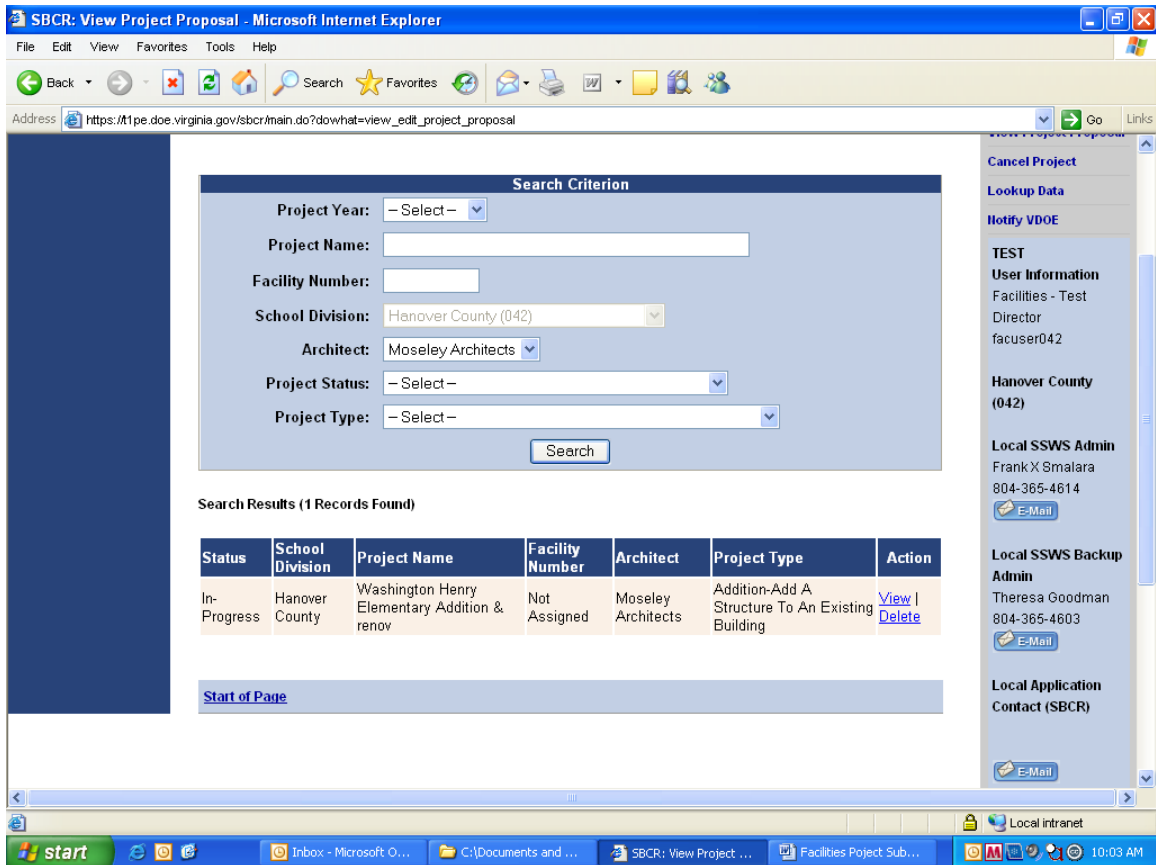 SBCR: View Project Proposal - Microsoft Internet Explorer
File Edit View Favorites Tools Help
Back Search Favorites
Address https://t1pe.doe.virginia.gov/sbcr/main.do?dowhat=view_edit_project_proposal Go Links
View Project Proposal
Cancel Project
Lookup Data
Notify VDOE
Search Criterion
Project Year: -- Select --
Project Name:
Facility Number:
School Division: Hanover County (042)
Architect: Moseley Architects
Project Status: -- Select --
Project Type: -- Select --
Search
TEST
User Information
Facilities - Test
Director
facuser042
Hanover County
(042)
Local SSWS Admin
Frank X Smalara
804-365-4614
E-Mail
Local SSWS Backup
Admin
Theresa Goodman
804-365-4603
E-Mail
Local Application
Contact (SBCR)
E-Mail
Search Results (1 Records Found)
Status School Division Project Name Facility Number Architect Project Type Action
In-Progress Hanover County Washington Henry Elementary Addition & renov Not Assigned Moseley Architects Addition-Add A Structure To An Existing Building View | Delete
Start of Page
Local intranet
start Inbox - Microsoft O... C:\Documents and ... SBCR: View Project ... Facilities Poject Sub... 10:03 AM